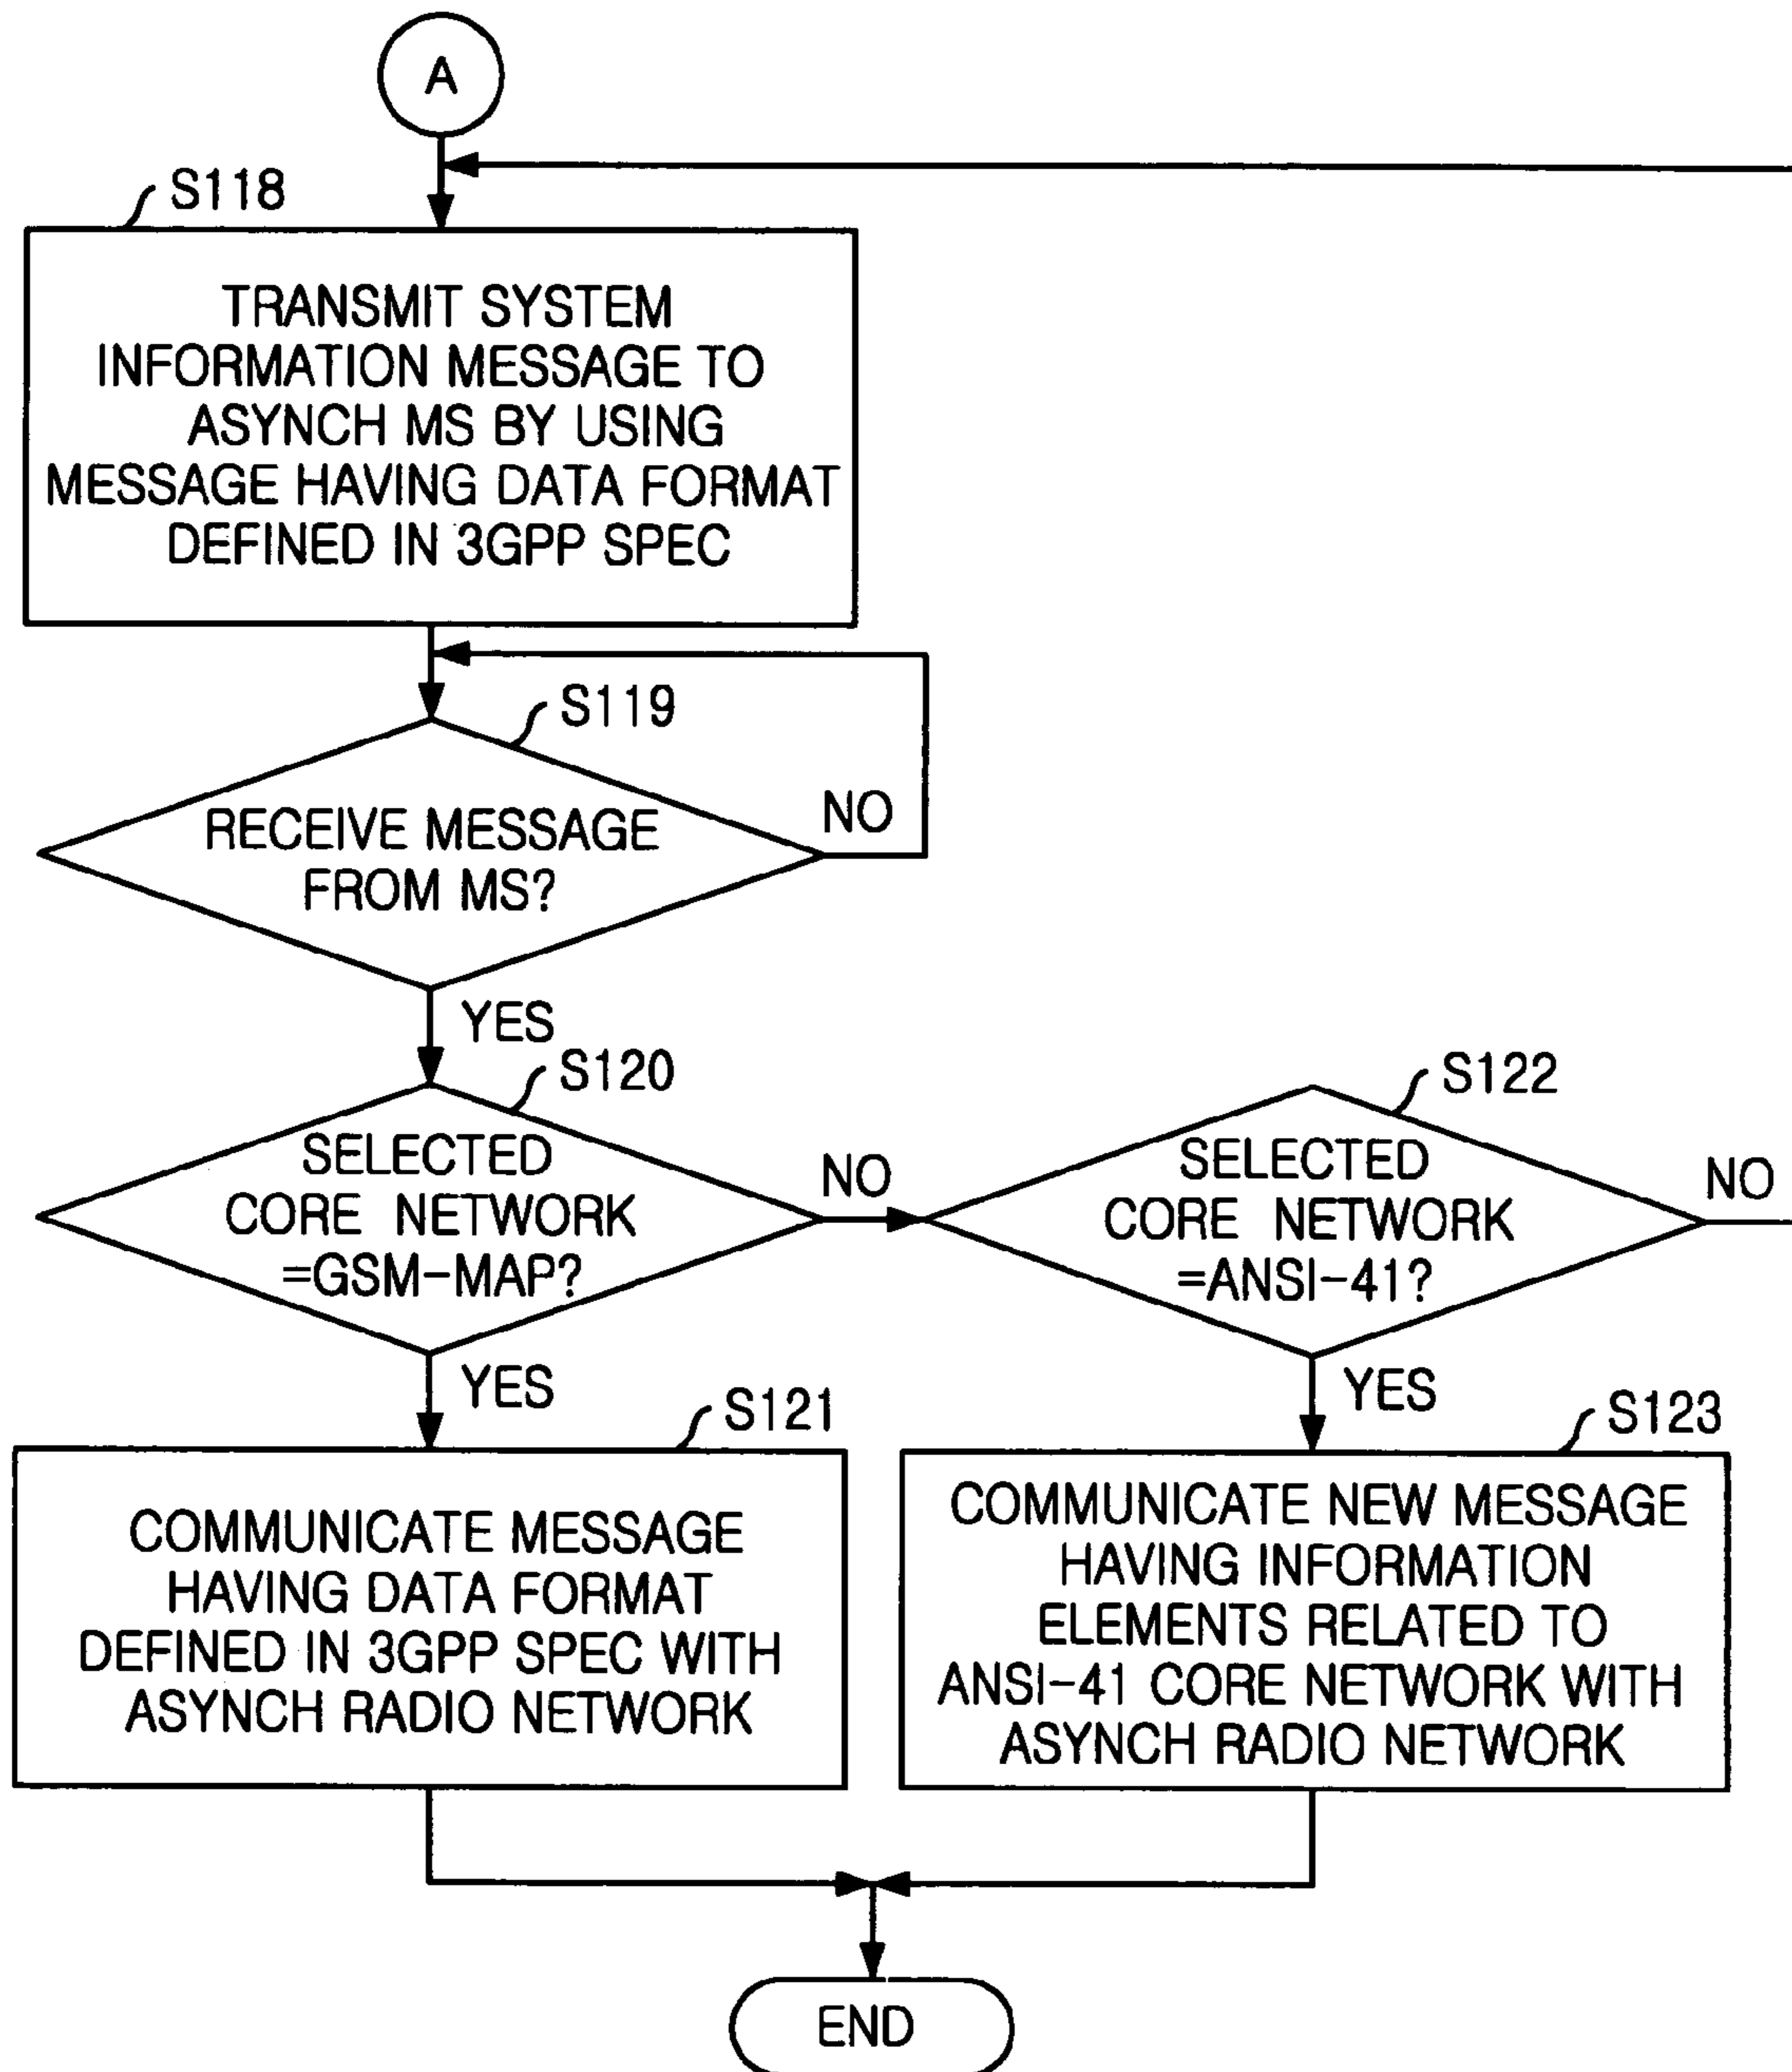 A
S118
TRANSMIT SYSTEM
INFORMATION MESSAGE TO
ASYNCH MS BY USING
MESSAGE HAVING DATA FORMAT
DEFINED IN 3GPP SPEC
S119
RECEIVE MESSAGE
FROM MS?
NO
YES
S120
SELECTED
CORE NETWORK
=GSM-MAP?
NO
S122
SELECTED
CORE NETWORK
=ANSI-41?
NO
YES
S121
COMMUNICATE MESSAGE
HAVING DATA FORMAT
DEFINED IN 3GPP SPEC WITH
ASYNCH RADIO NETWORK
YES
S123
COMMUNICATE NEW MESSAGE
HAVING INFORMATION
ELEMENTS RELATED TO
ANSI-41 CORE NETWORK WITH
ASYNCH RADIO NETWORK
END